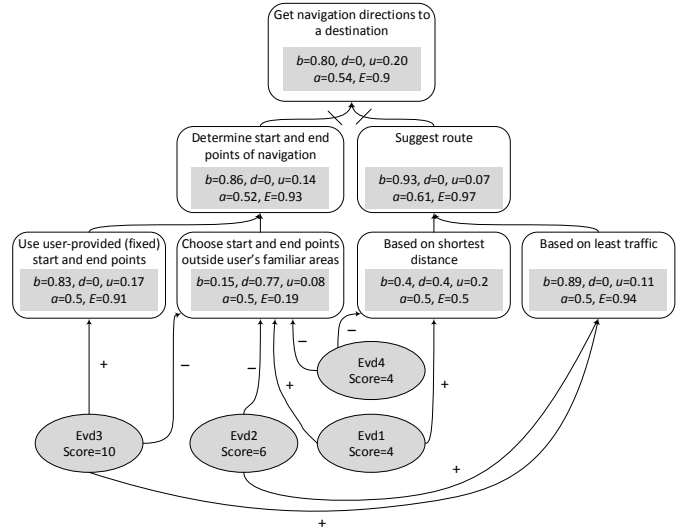 Get navigation directions to
a destination
b=0.80, d=0, u=0.20
a=0.54, E=0.9
Determine start and end
points of navigation
b=0.86, d=0, u=0.14
a=0.52, E=0.93
Suggest route
b=0.93, d=0, u=0.07
a=0.61, E=0.97
Use user-provided (fixed)
start and end points
b=0.83, d=0, u=0.17
a=0.5, E=0.91
Choose start and end points
outside user's familiar areas
b=0.15, d=0.77, u=0.08
a=0.5, E=0.19
Based on shortest
distance
b=0.4, d=0.4, u=0.2
a=0.5, E=0.5
Based on least traffic
b=0.89, d=0, u=0.11
a=0.5, E=0.94
–
–
Evd4
Score=4
+
–
–
+
+
Evd3
Score=10
Evd2
Score=6
Evd1
Score=4
+
+